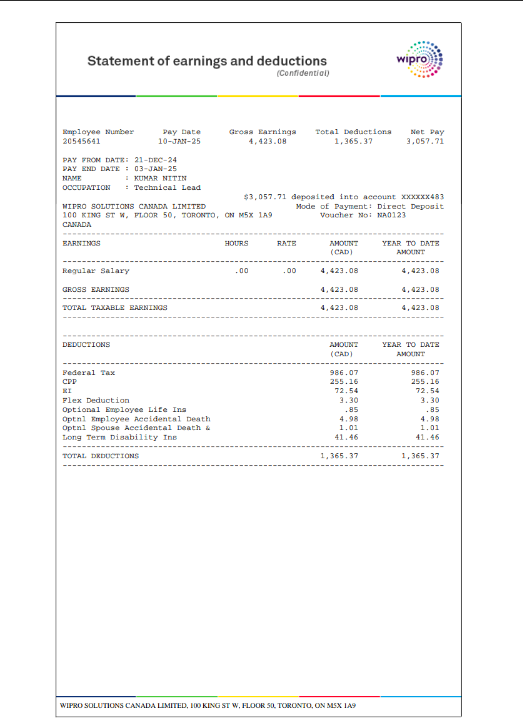 Statement of earnings and deductions
(Confidential)
wipro
Employee Number Pay Date Gross Earnings Total Deductions Net Pay
20545641 10-JAN-25 4,423.08 1,365.37 3,057.71
PAY FROM DATE: 21-DEC-24
PAY END DATE : 03-JAN-25
NAME : KUMAR NITIN
OCCUPATION : Technical Lead
$3,057.71 deposited into account XXXXXX483
WIPRO SOLUTIONS CANADA LIMITED Mode of Payment: Direct Deposit
100 KING ST W, FLOOR 50, TORONTO, ON M5X 1A9 Voucher No: NA0123
CANADA
EARNINGS HOURS RATE AMOUNT YEAR TO DATE
(CAD) AMOUNT
Regular Salary .00 .00 4,423.08 4,423.08
GROSS EARNINGS 4,423.08 4,423.08
TOTAL TAXABLE EARNINGS 4,423.08 4,423.08
DEDUCTIONS AMOUNT YEAR TO DATE
(CAD) AMOUNT
Federal Tax 986.07 986.07
CPP 255.16 255.16
EI 72.54 72.54
Flex Deduction 3.30 3.30
Optional Employee Life Ins .85 .85
Optnl Employee Accidental Death 4.98 4.98
Optnl Spouse Accidental Death & 1.01 1.01
Long Term Disability Ins 41.46 41.46
TOTAL DEDUCTIONS 1,365.37 1,365.37
WIPRO SOLUTIONS CANADA LIMITED, 100 KING ST W, FLOOR 50, TORONTO, ON M5X 1A9